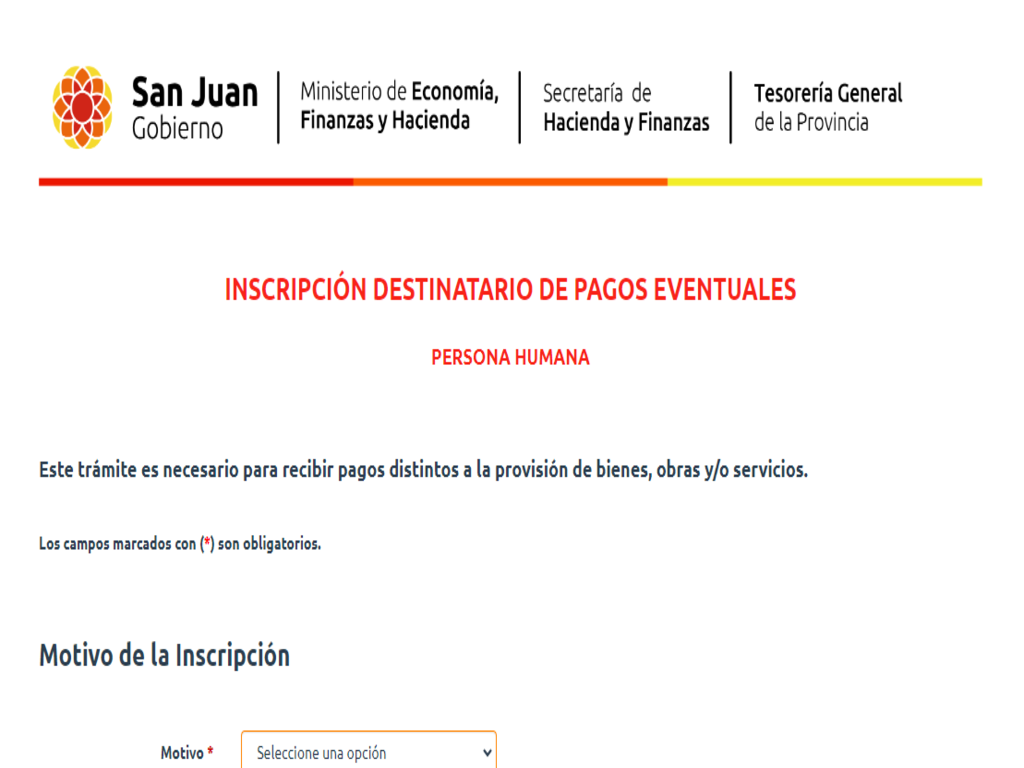 San Juan
Gobierno
Ministerio de Economía,
Finanzas y Hacienda
Secretaría de
Hacienda y Finanzas
Tesorería General
de la Provincia
INSCRIPCIÓN DESTINATARIO DE PAGOS EVENTUALES
PERSONA HUMANA
Este trámite es necesario para recibir pagos distintos a la provisión de bienes, obras y/o servicios.
Los campos marcados con (*) son obligatorios.
Motivo de la Inscripción
Motivo * Seleccione una opción